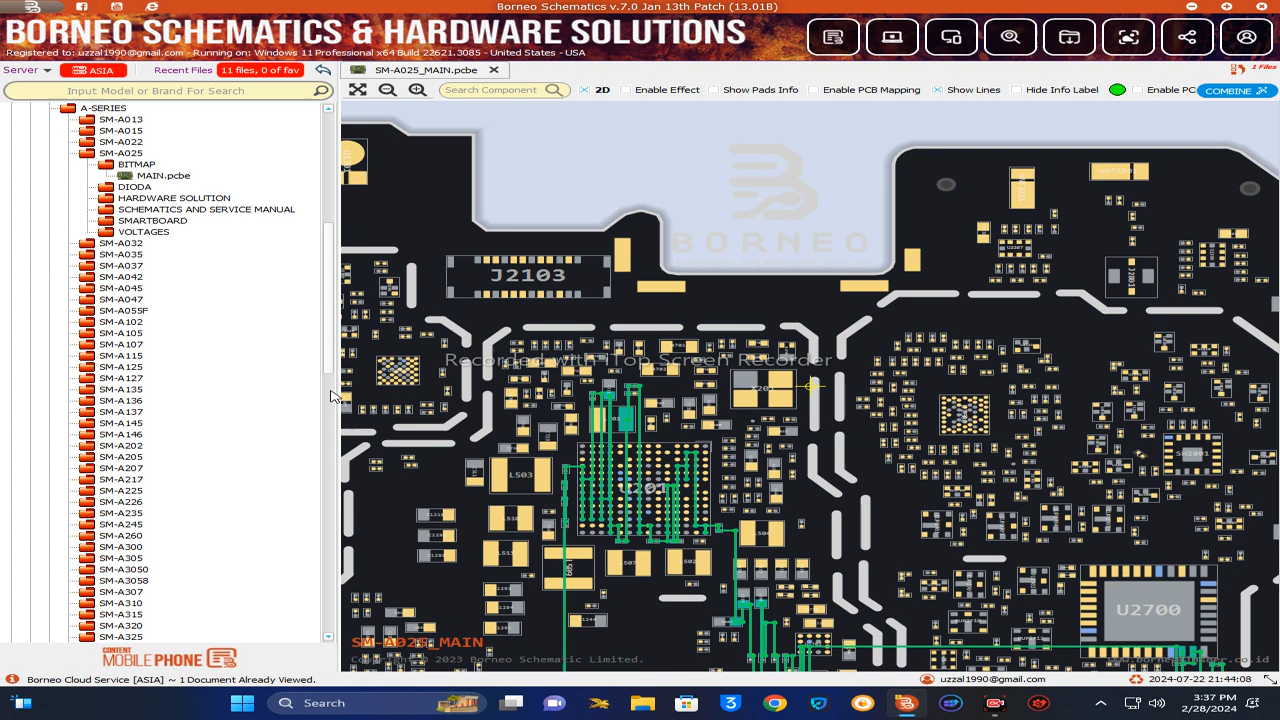 Borneo Schematics v.7.0 Jan 13th Patch (13.01B)
BORNEO SCHEMATICS & HARDWARE SOLUTIONS
Registered to: uzzal1990@gmail.com - Running on: Windows 11 Professional x64 Build 22621.3085 - United States - USA
Server
ASIA
Recent Files
11 files, 0 of fav
SM-A025_MAIN.pcbe
1 Files
Input Model or Brand For Search
Search Component
2D
Enable Effect
Show Pads Info
Enable PCB Mapping
Show Lines
Hide Info Label
Enable PC
COMBINE
A-SERIES
SM-A013
SM-A015
SM-A022
SM-A025
BITMAP
MAIN.pcbe
DIODA
HARDWARE SOLUTION
SCHEMATICS AND SERVICE MANUAL
SMARTBOARD
VOLTAGES
SM-A032
SM-A035
SM-A037
SM-A042
SM-A045
SM-A047
SM-A055F
SM-A102
SM-A105
SM-A107
SM-A115
SM-A125
SM-A127
SM-A135
SM-A136
SM-A137
SM-A145
SM-A146
SM-A202
SM-A205
SM-A207
SM-A217
SM-A225
SM-A226
SM-A235
SM-A245
SM-A260
SM-A300
SM-A305
SM-A3050
SM-A3058
SM-A307
SM-A310
SM-A315
SM-A320
SM-A325
BORNEO
J2103
Recorded with iTop Screen Recorder
L503
U201
SW2801
U2700
SM-A025_MAIN
Copyright © 2023 Borneo Schematic Limited.
CONTENT
MOBILE PHONE
Borneo Cloud Service [ASIA] ~ 1 Document Already Viewed.
uzzal1990@gmail.com
2024-07-22 21:44:08
Search
3:37 PM
2/28/2024